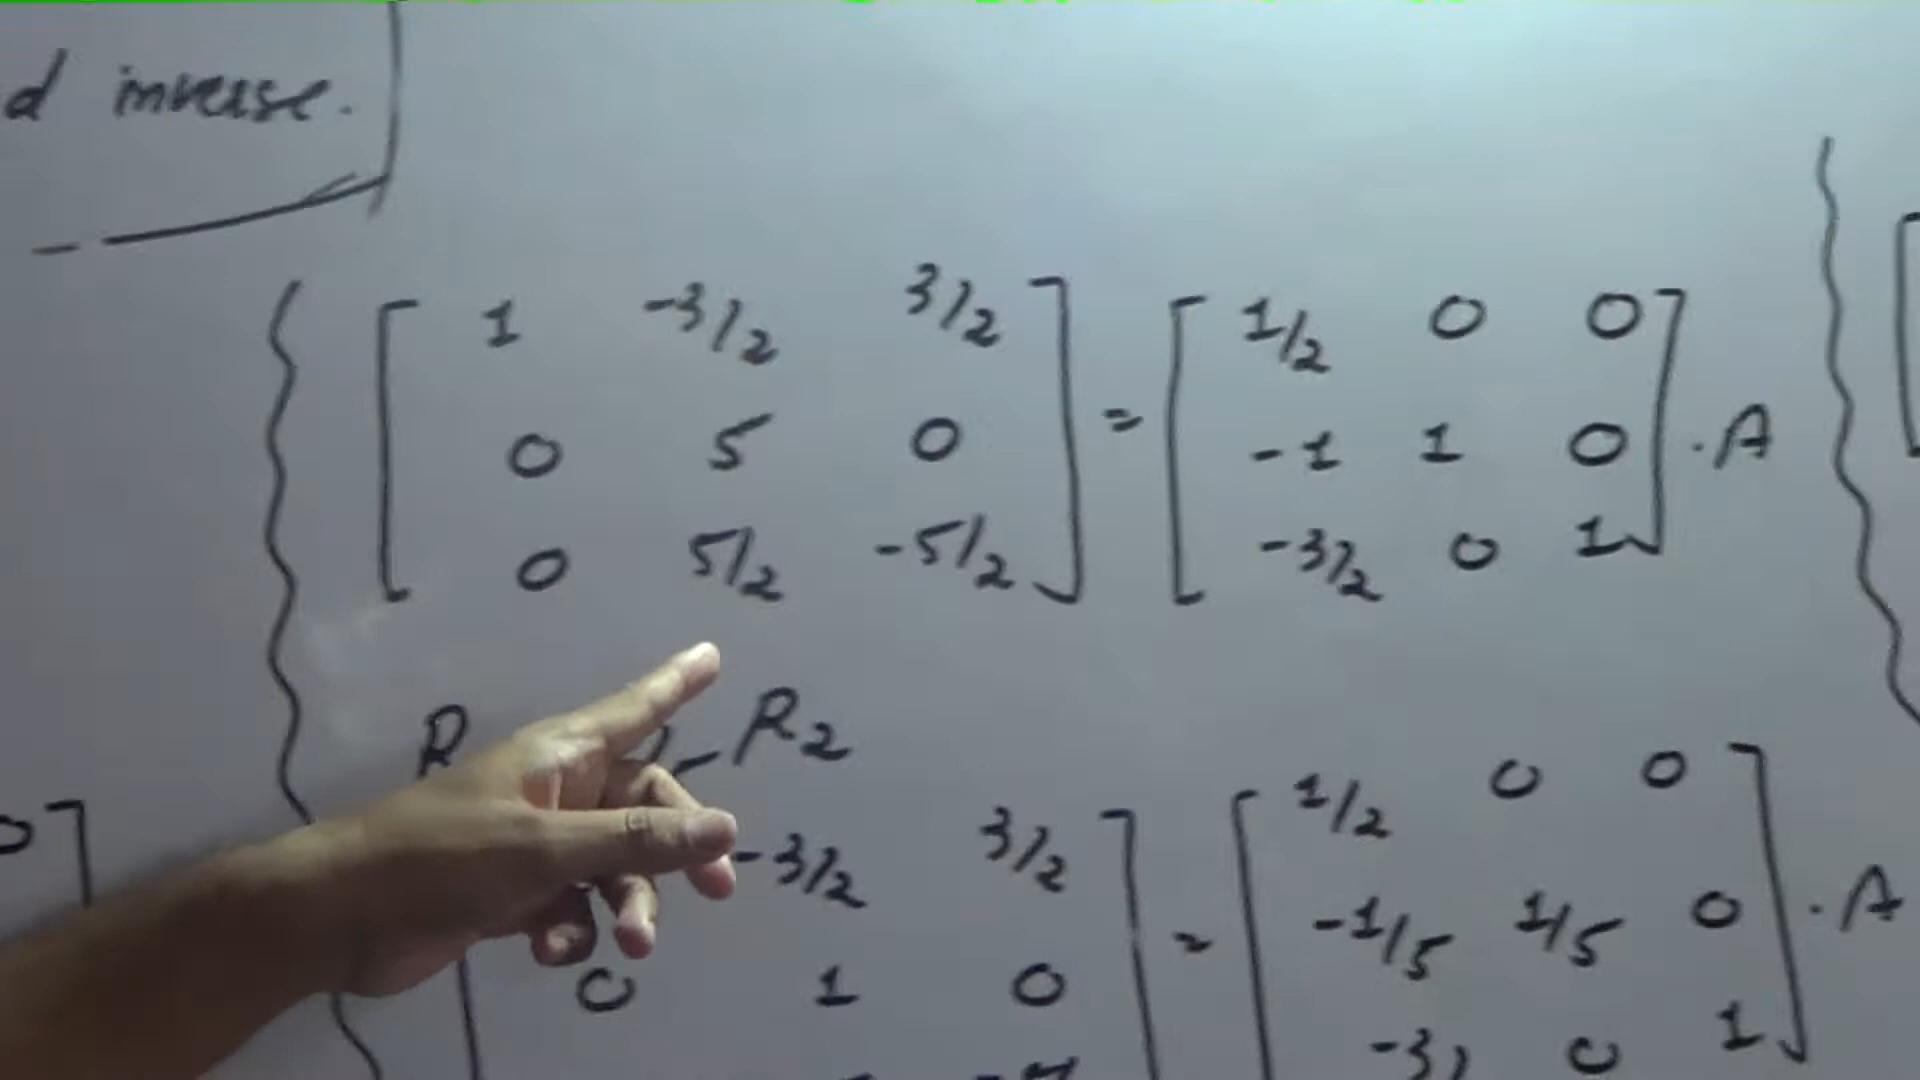 d inverse.
[ 1 -3/2 3/2 ] = [ 1/2 0 0 ]
[ 0 5 0 ] = [ -1 1 0 ] . A
[ 0 5/2 -5/2 ] [ -3/2 0 1 ]
R - R2
0 ] -3/2 3/2 ] [ 1/2 0 0 ]
0 1 0 ] = [ -1/5 1/5 0 ] . A
0 1 ]